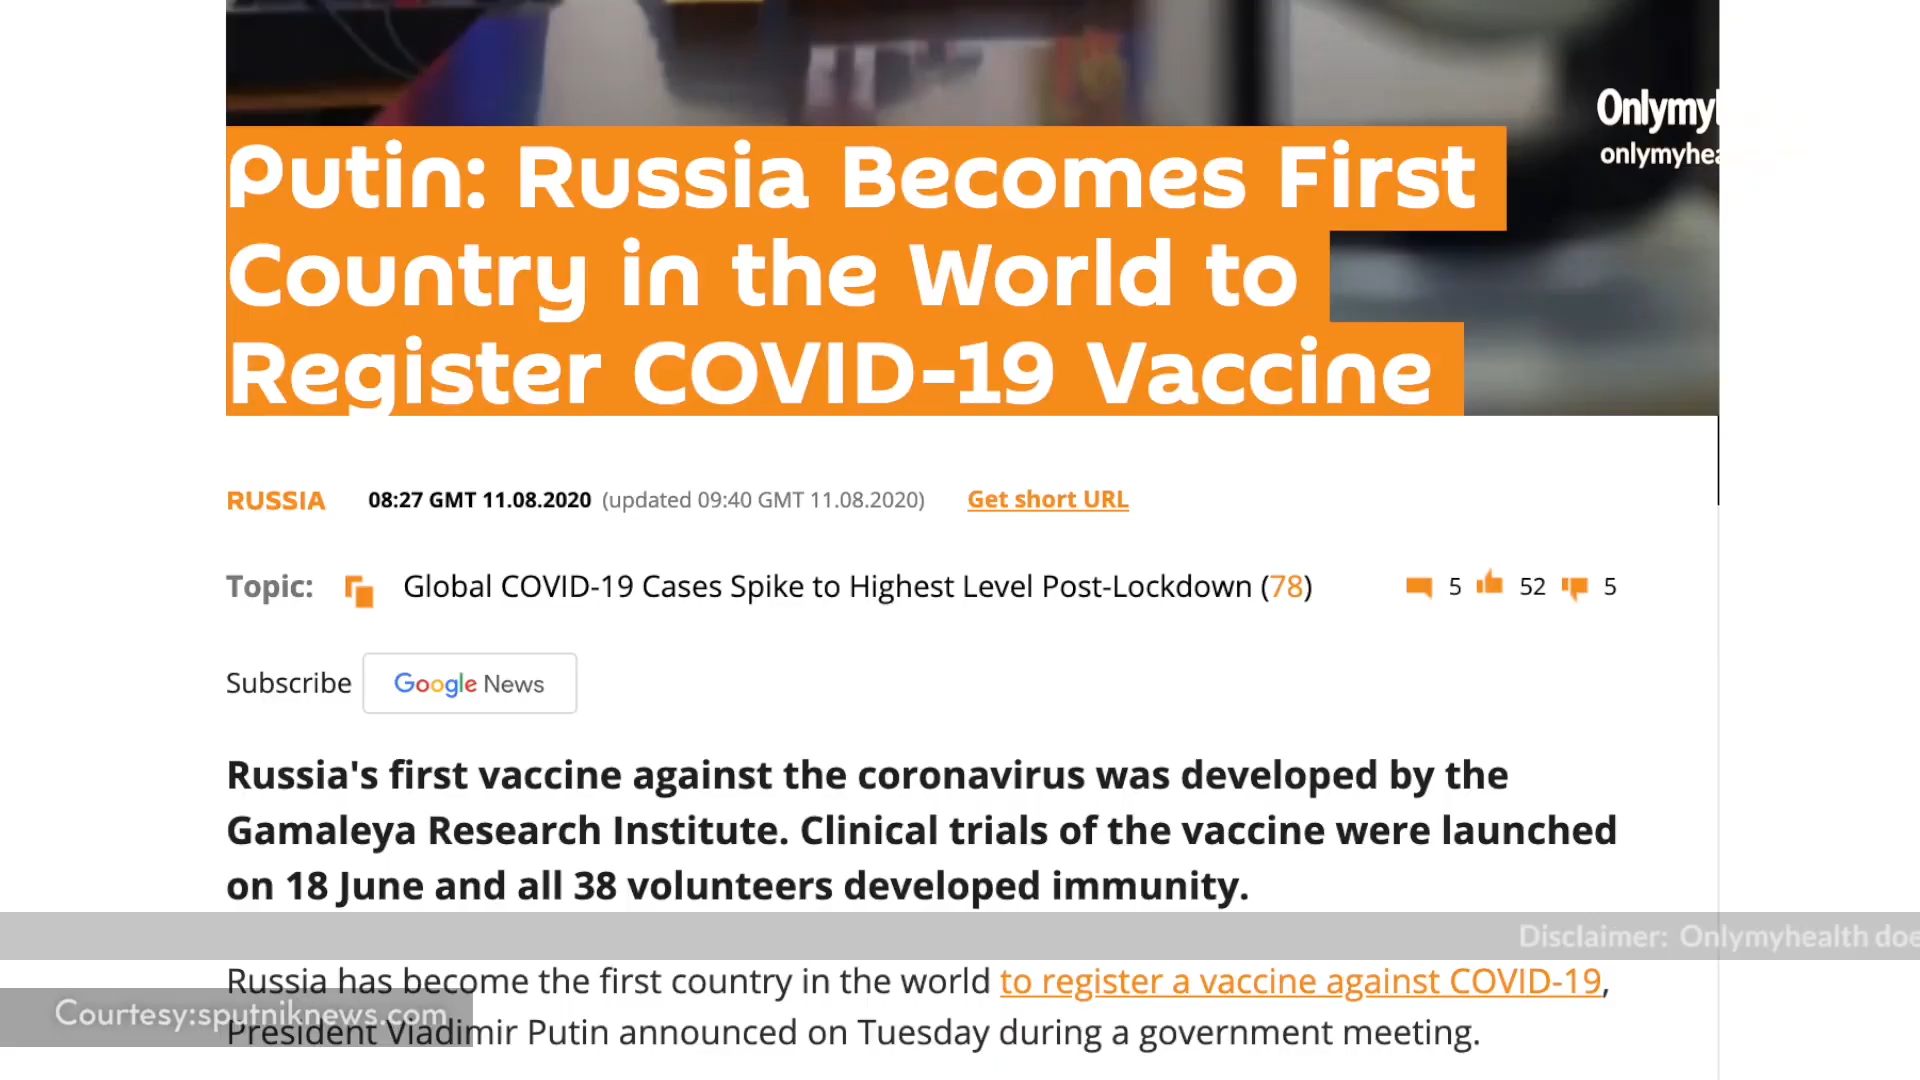 Onlymy
onlymyhea
Putin: Russia Becomes First
Country in the World to
Register COVID-19 Vaccine
RUSSIA 08:27 GMT 11.08.2020 (updated 09:40 GMT 11.08.2020) Get short URL
Topic: Global COVID-19 Cases Spike to Highest Level Post-Lockdown (78) 5 52 5
Subscribe Google News
Russia's first vaccine against the coronavirus was developed by the
Gamaleya Research Institute. Clinical trials of the vaccine were launched
on 18 June and all 38 volunteers developed immunity.
Disclaimer: Onlymyhealth doe
Russia has become the first country in the world to register a vaccine against COVID-19,
Courtesy:sputniknews.com
President Vladimir Putin announced on Tuesday during a government meeting.